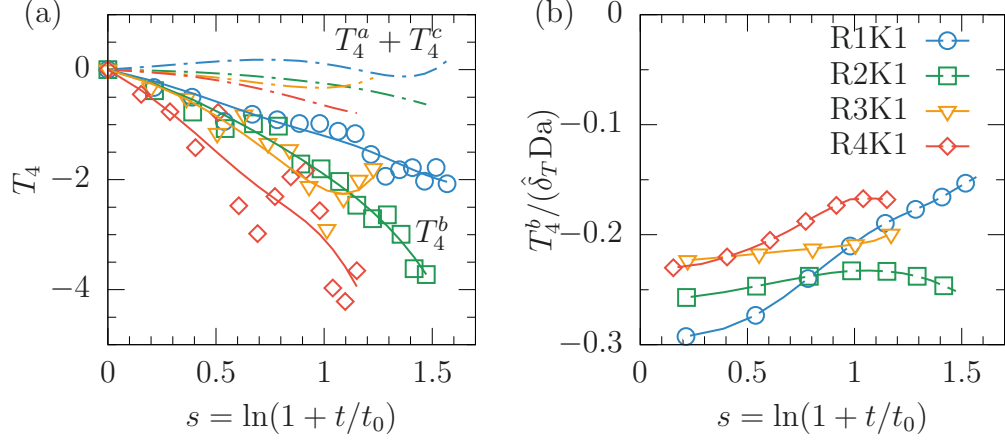 (a)
T_4^a + T_4^c
T_4^b
T_4
0
−2
−4
0 0.5 1 1.5
s = ln(1 + t/t_0)
(b)
R1K1
R2K1
R3K1
R4K1
T_4^b/(δ̂_T Da)
0
−0.1
−0.2
−0.3
0 0.5 1 1.5
s = ln(1 + t/t_0)